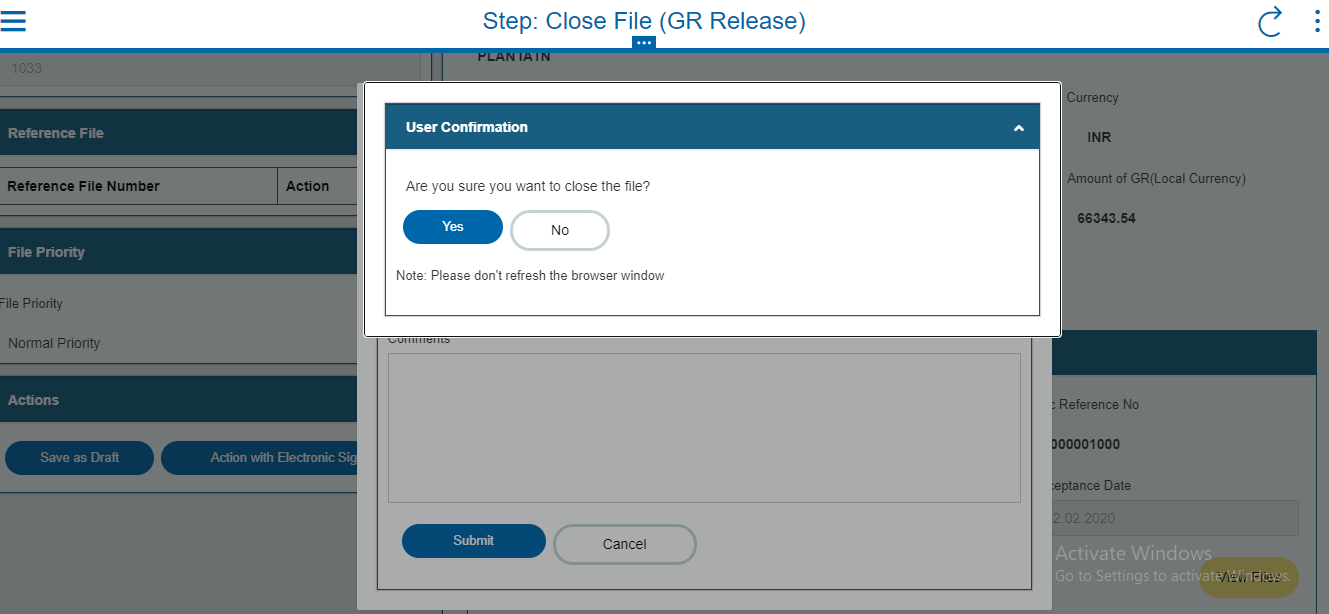 Step: Close File (GR Release)
1033
PLANTATN
Currency
INR
Amount of GR(Local Currency)
66343.54
Reference File
Reference File Number
Action
File Priority
File Priority
Normal Priority
Actions
Save as Draft
Action with Electronic Sig
User Confirmation
Are you sure you want to close the file?
Yes
No
Note: Please don't refresh the browser window
Comments
Submit
Cancel
c Reference No
000001000
ceptance Date
2.02.2020
View Files
Activate Windows
Go to Settings to activate Windows.